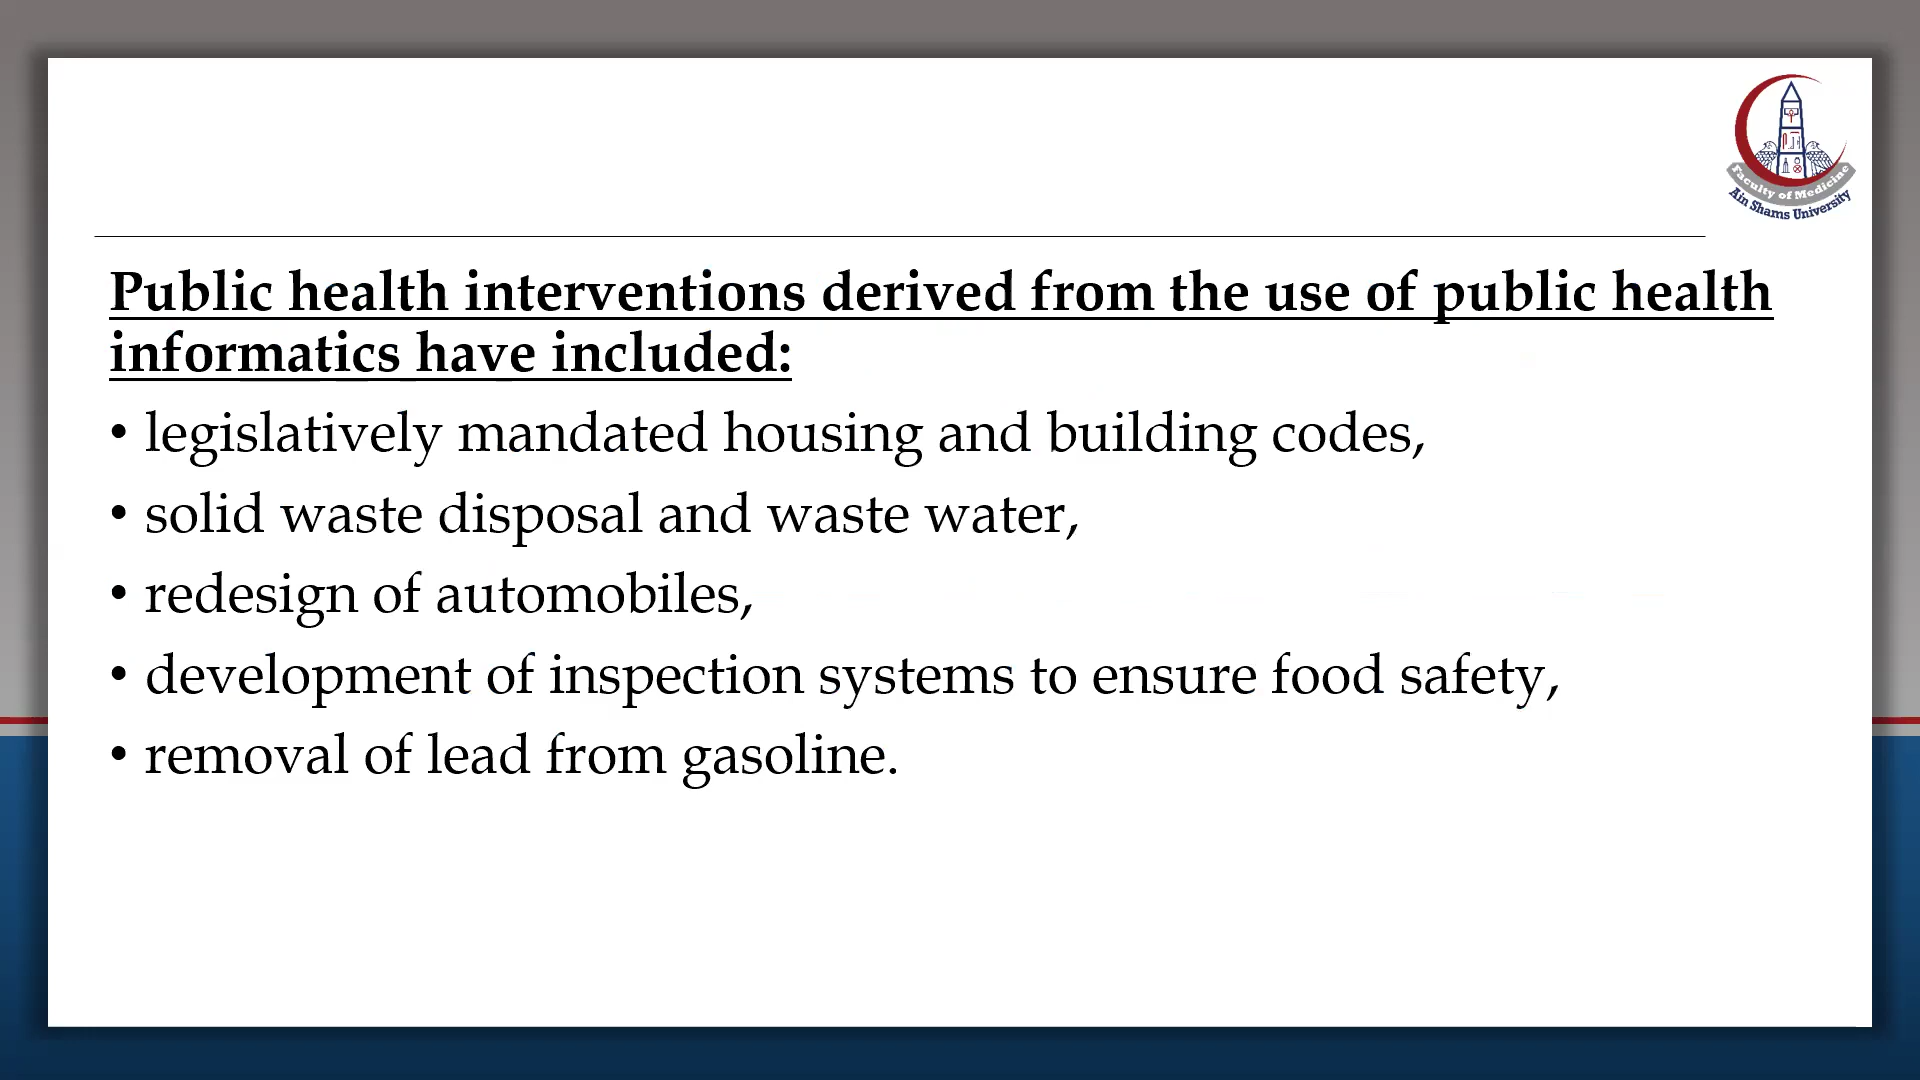 Faculty of Medicine
Ain Shams University
Public health interventions derived from the use of public health
informatics have included:
• legislatively mandated housing and building codes,
• solid waste disposal and waste water,
• redesign of automobiles,
• development of inspection systems to ensure food safety,
• removal of lead from gasoline.